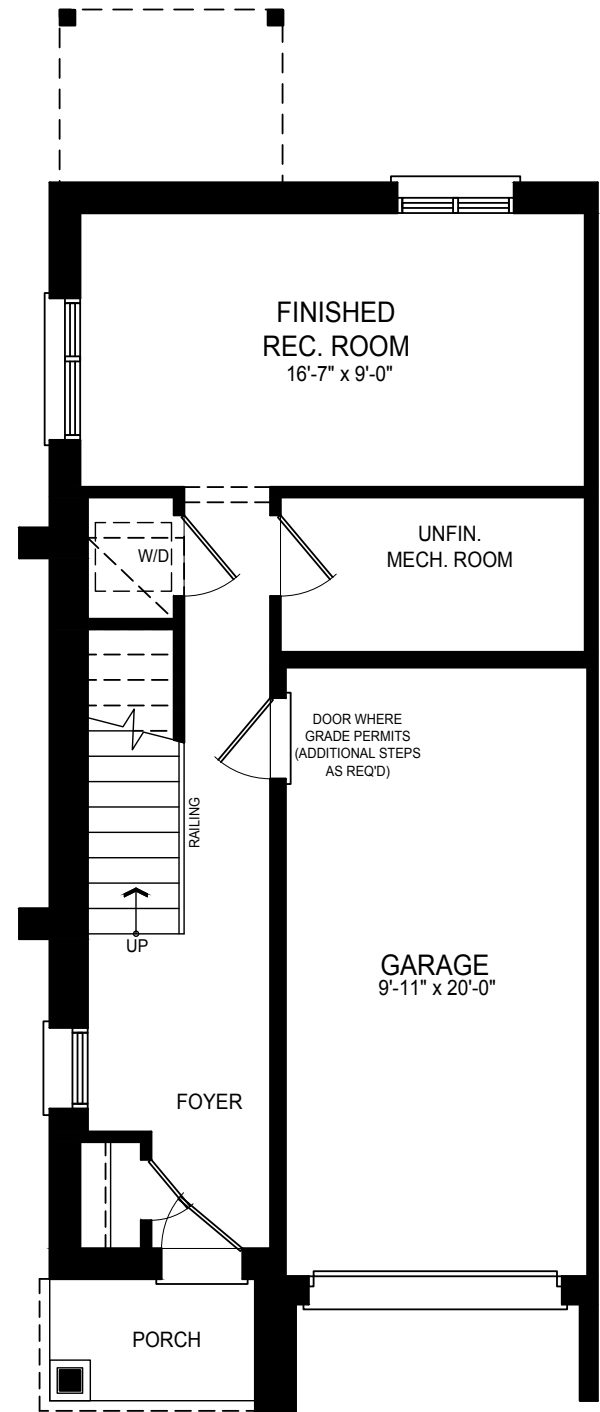 FINISHED
REC. ROOM
16'-7" x 9'-0"
W/D
UNFIN.
MECH. ROOM
DOOR WHERE
GRADE PERMITS
(ADDITIONAL STEPS
AS REQ'D)
RAILING
UP
GARAGE
9'-11" x 20'-0"
FOYER
PORCH